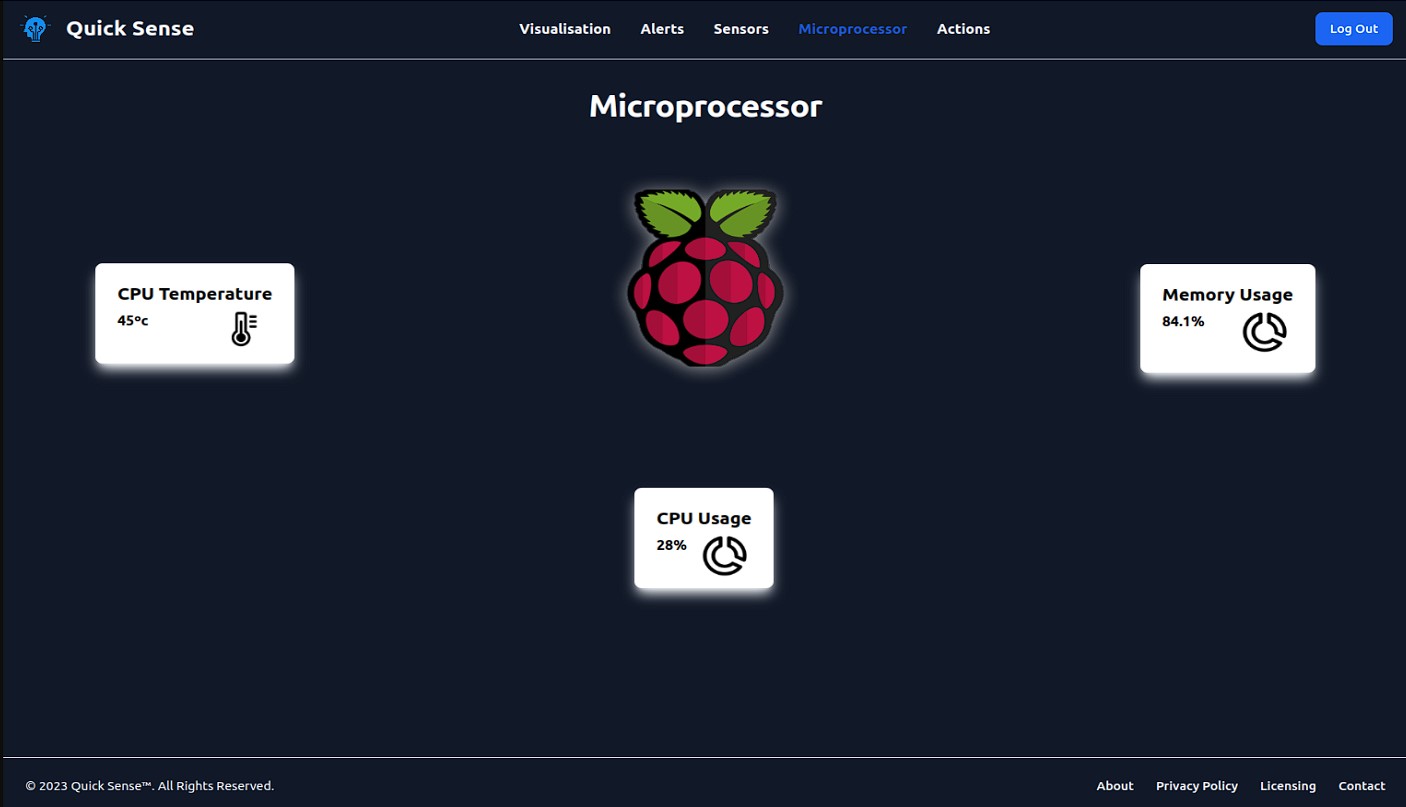 Quick Sense
Visualisation Alerts Sensors Microprocessor Actions
Log Out
Microprocessor
CPU Temperature
45ºc
Memory Usage
84.1%
CPU Usage
28%
© 2023 Quick Sense™. All Rights Reserved.
About Privacy Policy Licensing Contact